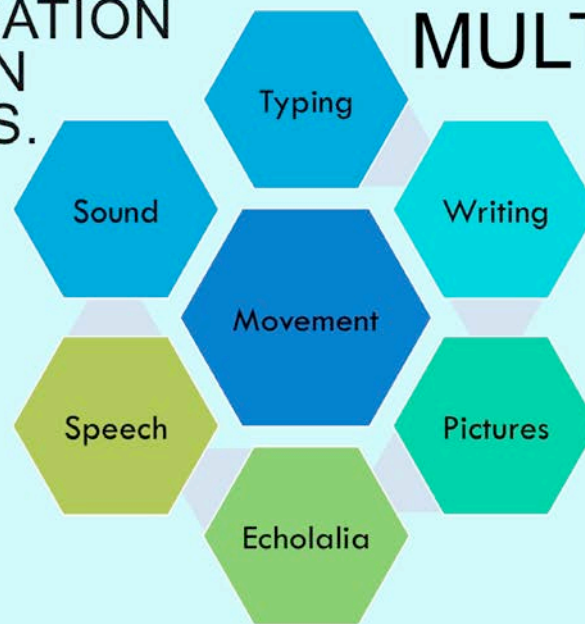 ATION
N
S.
MULT
Typing
Sound
Writing
Movement
Speech
Pictures
Echolalia